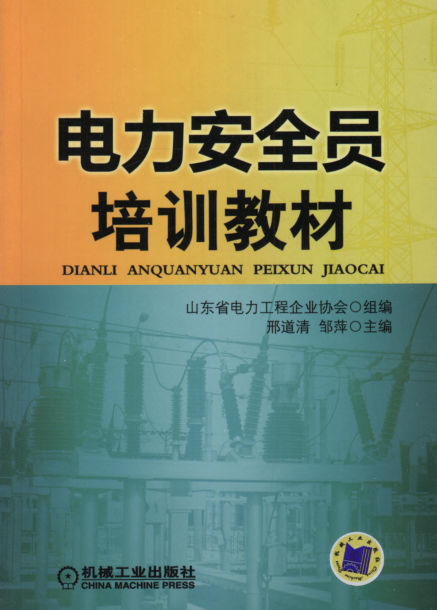 电力安全员
培训教材
DIANLI ANQUANYUAN PEIXUN JIAOCAI
山东省电力工程企业协会○组编
邢道清 邹萍○主编
机械工业出版社
CHINA MACHINE PRESS